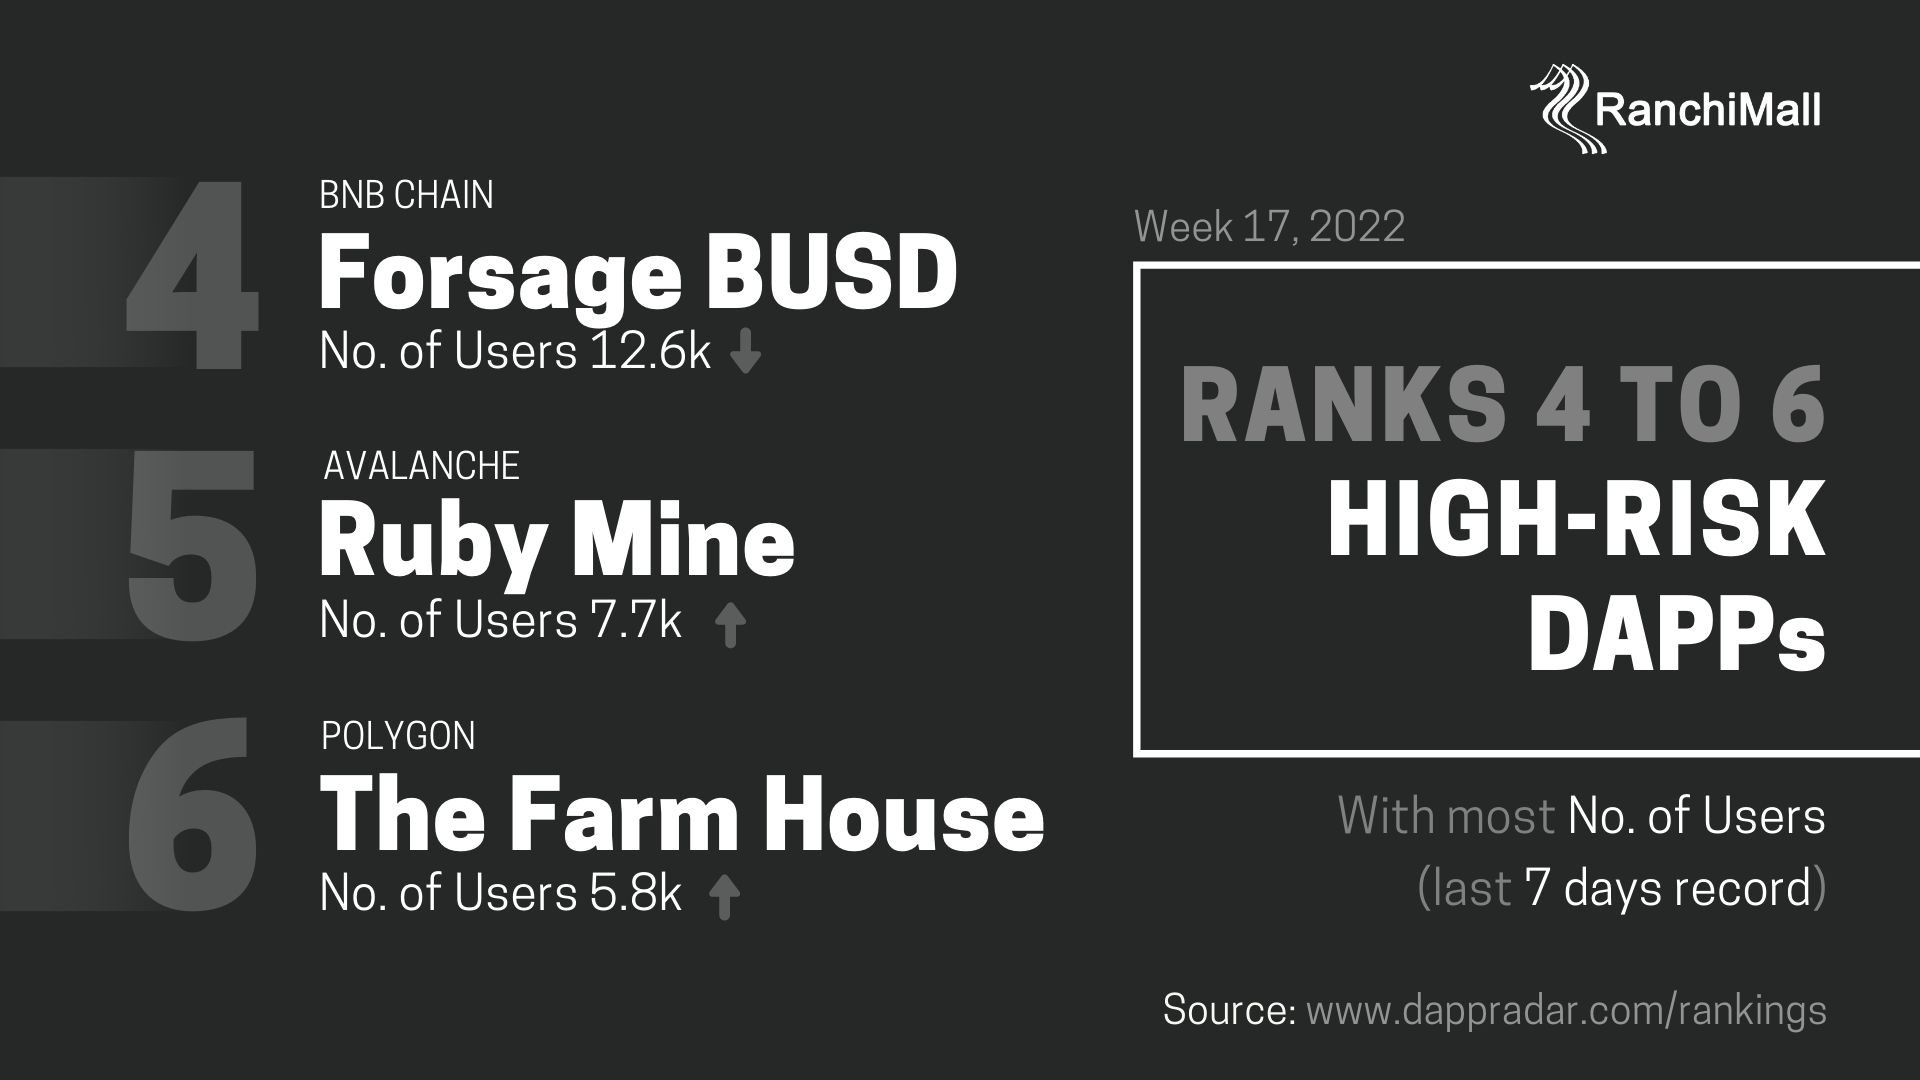 RanchiMall
4
BNB CHAIN
Forsage BUSD
No. of Users 12.6k
5
AVALANCHE
Ruby Mine
No. of Users 7.7k
6
POLYGON
The Farm House
No. of Users 5.8k
Week 17, 2022
RANKS 4 TO 6
HIGH-RISK
DAPPs
With most No. of Users
(last 7 days record)
Source: www.dappradar.com/rankings